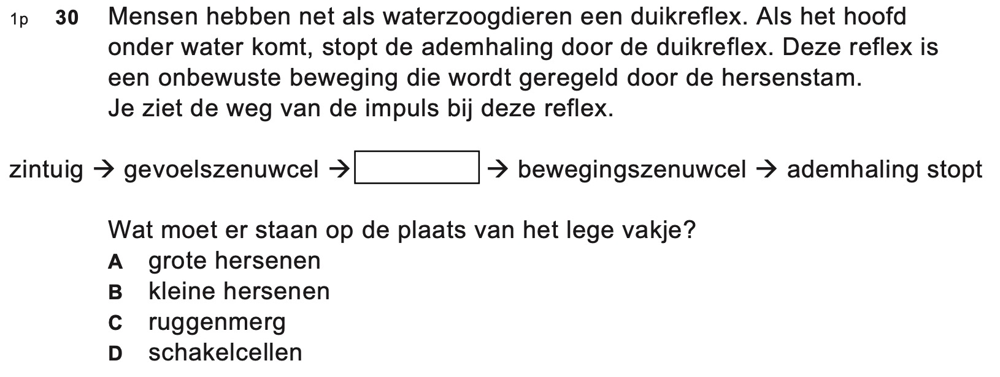 1p 30 Mensen hebben net als waterzoogdieren een duikreflex. Als het hoofd
onder water komt, stopt de ademhaling door de duikreflex. Deze reflex is
een onbewuste beweging die wordt geregeld door de hersenstam.
Je ziet de weg van de impuls bij deze reflex.
zintuig → gevoelszenuwcel → → bewegingszenuwcel → ademhaling stopt
Wat moet er staan op de plaats van het lege vakje?
A grote hersenen
B kleine hersenen
C ruggenmerg
D schakelcellen